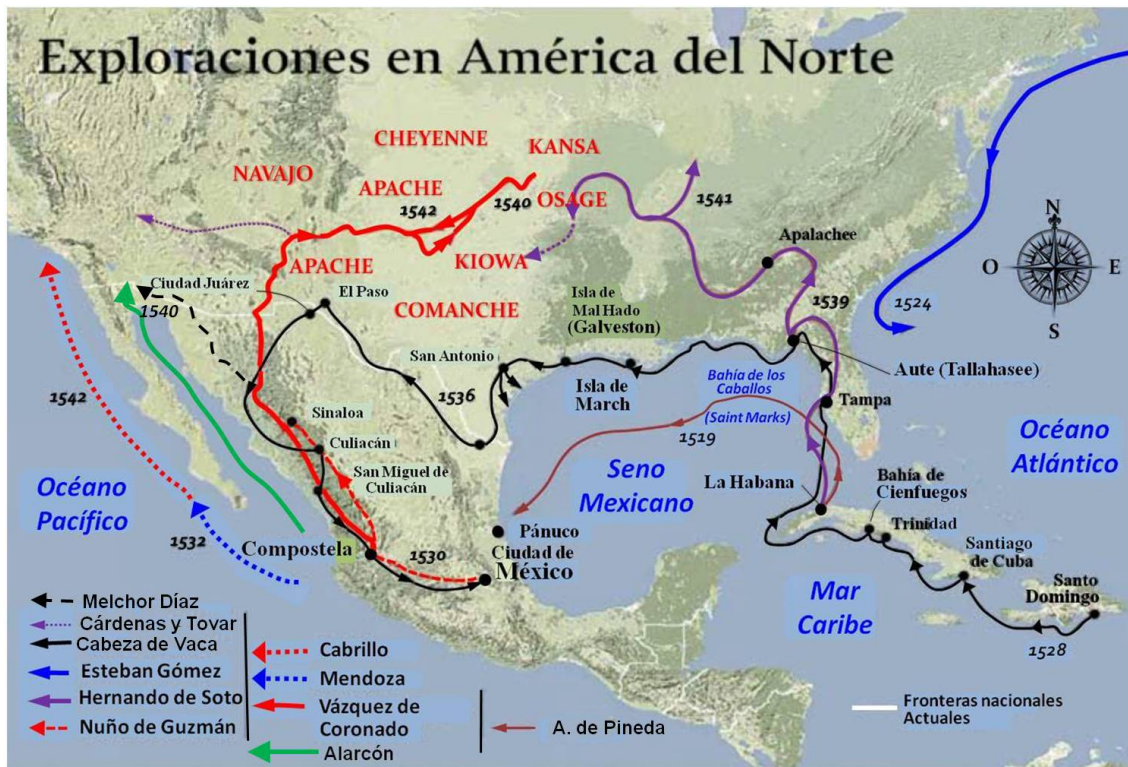 Exploraciones en América del Norte
CHEYENNE
KANSA
NAVAJO
APACHE
1542
1540
OSAGE
1541
Apalachee
N
O
E
S
APACHE
KIOWA
Ciudad Juárez
El Paso
1540
COMANCHE
Isla de
Mal Hado
(Galveston)
1539
1524
San Antonio
Aute (Tallahasee)
1542
1536
Isla de
March
Bahía de los
Caballos
(Saint Marks)
Tampa
Sinaloa
1519
Culiacán
Océano
Atlántico
San Miguel de
Culiacán
Seno
Mexicano
La Habana
Bahía de
Cienfuegos
Océano
Pacífico
Trinidad
1532
Compostela
1530
Pánuco
Ciudad de
México
Santiago
de Cuba
Santo
Domingo
Mar
Caribe
1528
Melchor Díaz
Cárdenas y Tovar
Cabeza de Vaca
Esteban Gómez
Hernando de Soto
Nuño de Guzmán
Cabrillo
Mendoza
Vázquez de
Coronado
Alarcón
A. de Pineda
Fronteras nacionales
Actuales